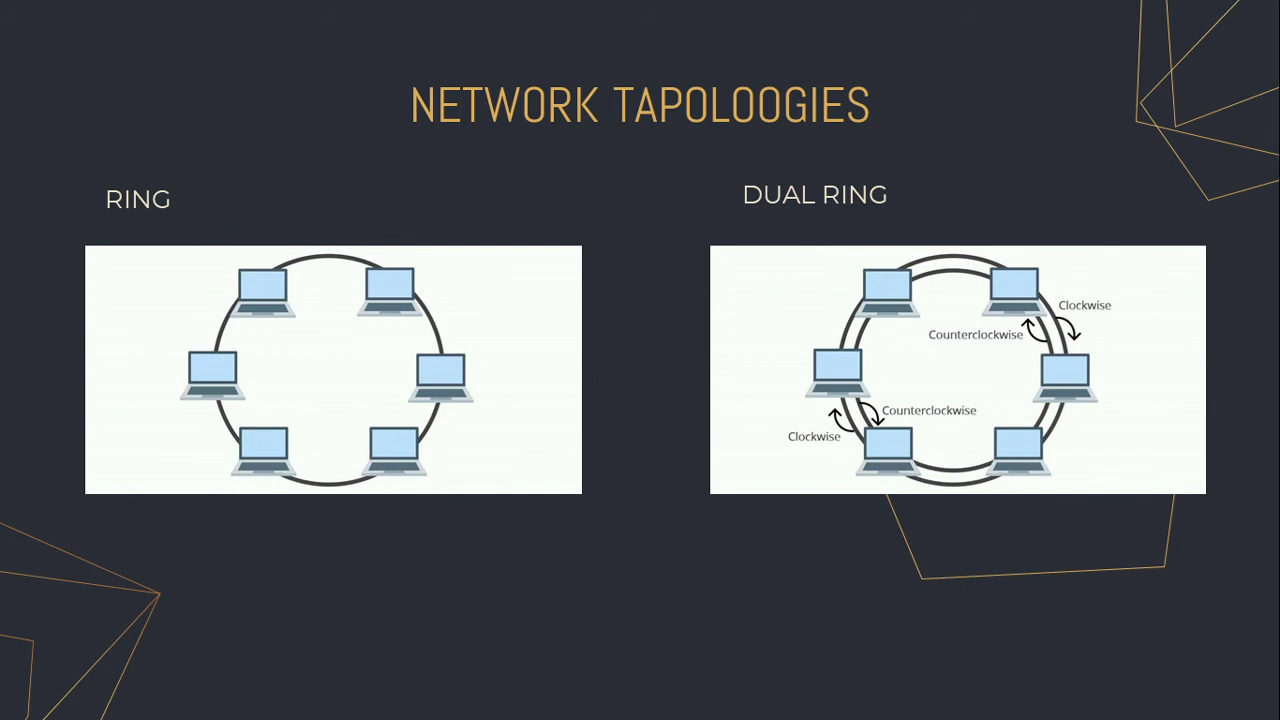 NETWORK TAPOLOOGIES
RING
DUAL RING
Clockwise
Counterclockwise
Counterclockwise
Clockwise